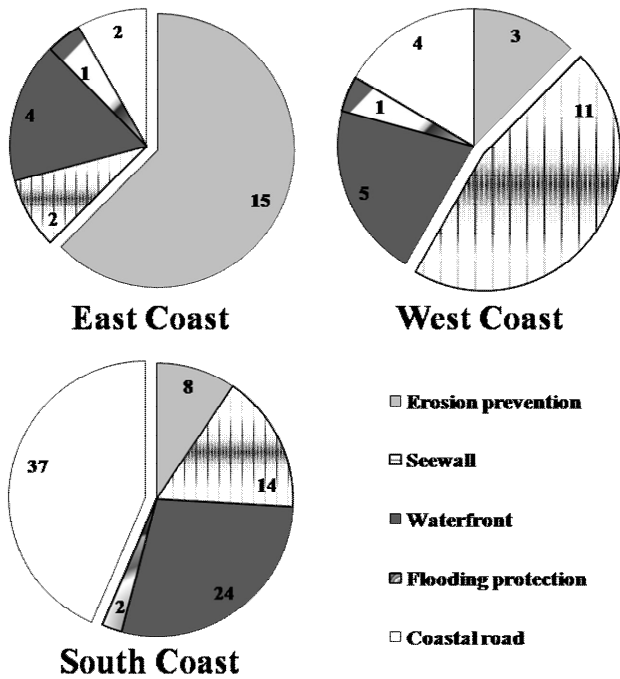 2
1
4
2
15
East Coast
3
4
11
1
5
West Coast
8
37
14
24
2
South Coast
Erosion prevention
Seewall
Waterfront
Flooding protection
Coastal road